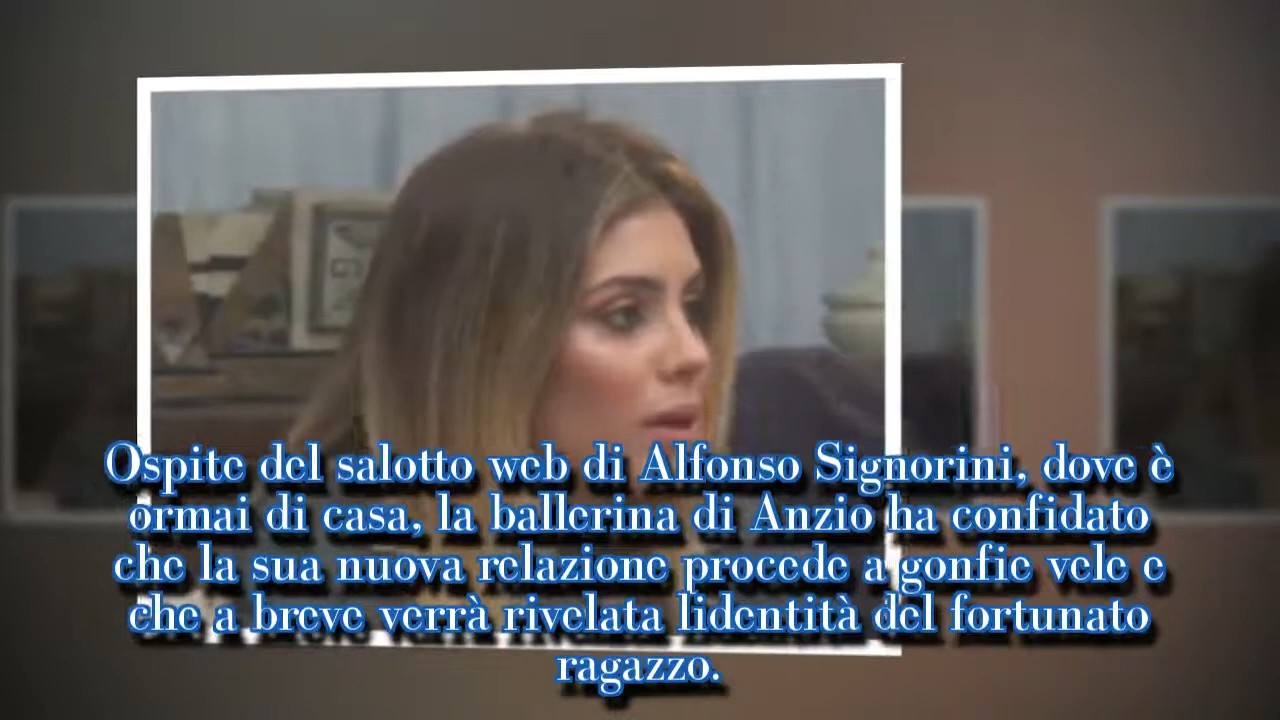 Ospite del salotto web di Alfonso Signorini, dove è
ormai di casa, la ballerina di Anzio ha confidato
che la sua nuova relazione procede a gonfie vele e
che a breve verrà rivelata lidentità del fortunato
ragazzo.